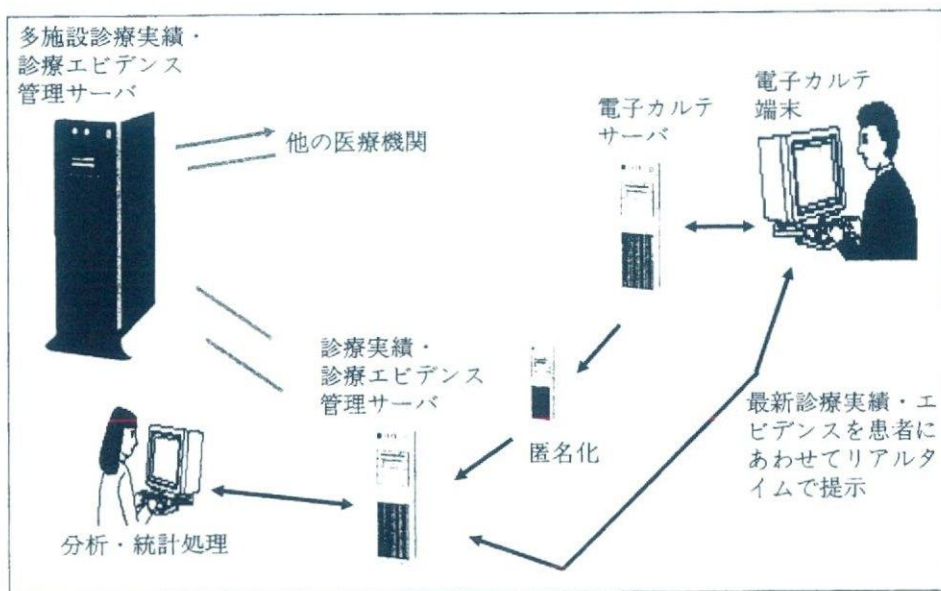 多施設診療実績・
診療エビデンス
管理サーバ
他の医療機関
電子カルテ
サーバ
電子カルテ
端末
診療実績・
診療エビデンス
管理サーバ
匿名化
最新診療実績・エ
ビデンスを患者に
あわせてリアルタ
イムで提示
分析・統計処理